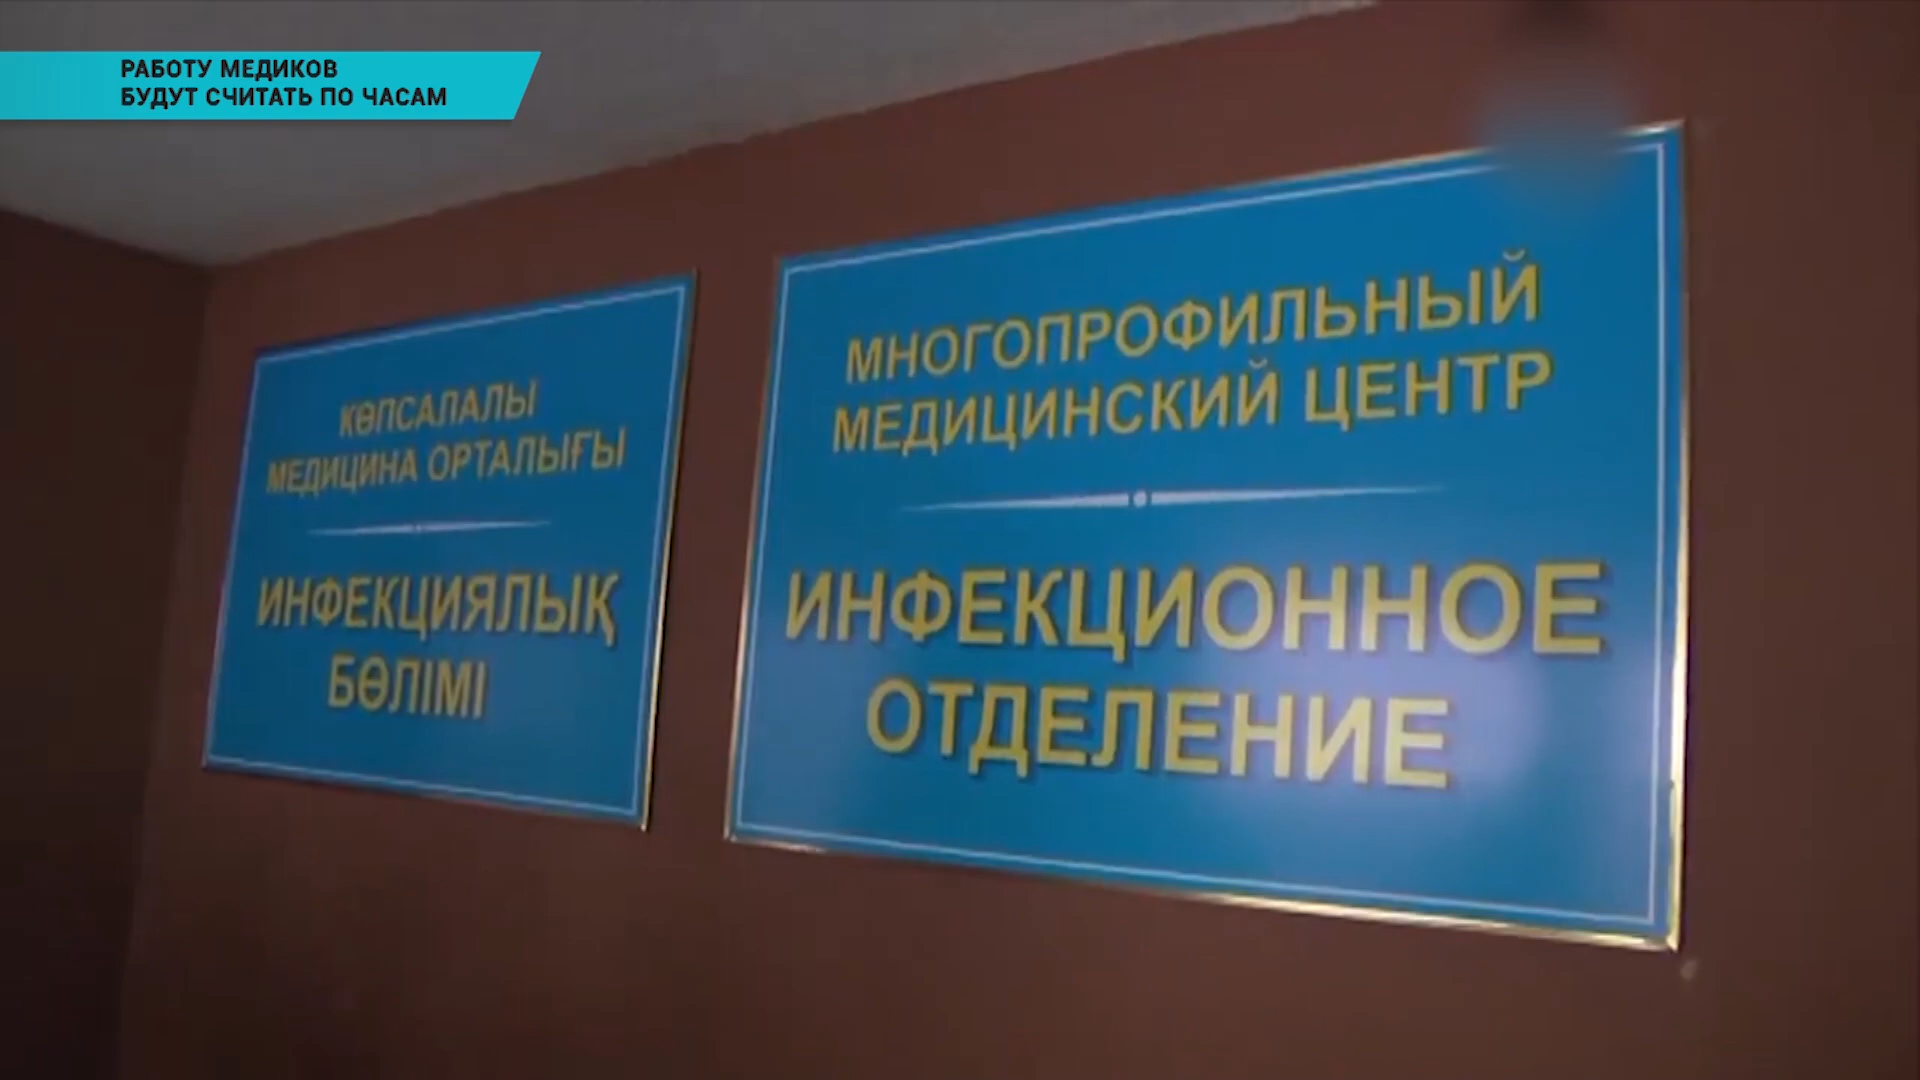 РАБОТУ МЕДИКОВ
БУДУТ СЧИТАТЬ ПО ЧАСАМ
КӨПСАЛАЛЫ
МЕДИЦИНА ОРТАЛЫҒЫ
ИНФЕКЦИЯЛЫҚ
БӨЛІМІ
МНОГОПРОФИЛЬНЫЙ
МЕДИЦИНСКИЙ ЦЕНТР
ИНФЕКЦИОННОЕ
ОТДЕЛЕНИЕ